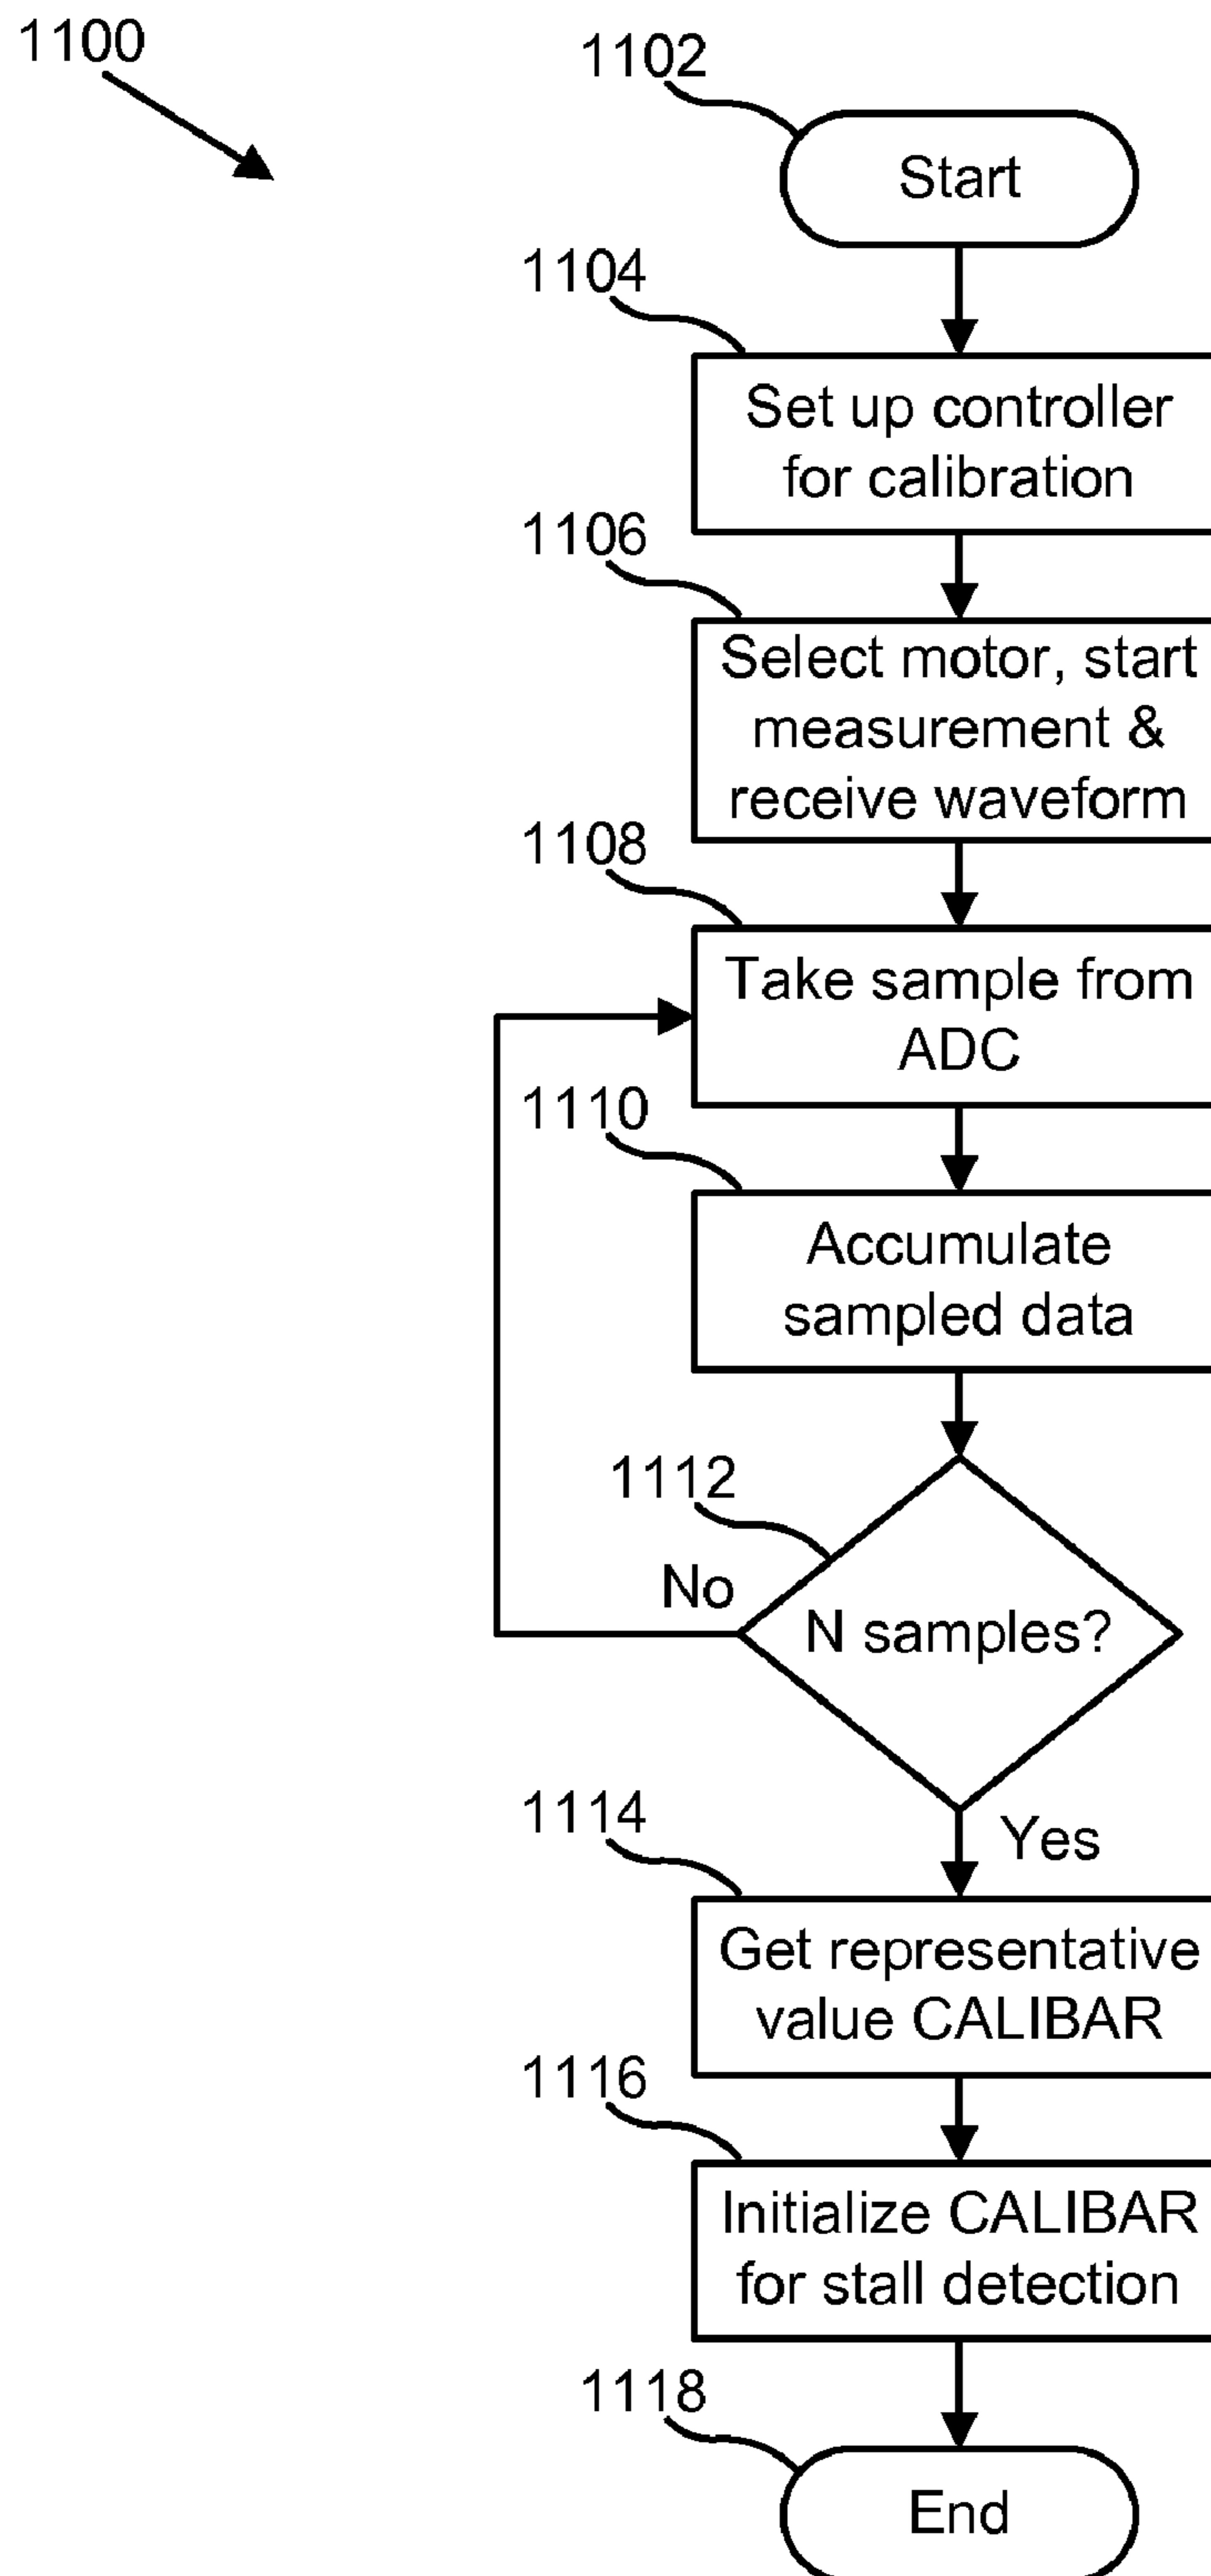 1100
1102
Start
1104
Set up controller
for calibration
1106
Select motor, start
measurement &
receive waveform
1108
Take sample from
ADC
1110
Accumulate
sampled data
1112
No
N samples?
Yes
1114
Get representative
value CALIBAR
1116
Initialize CALIBAR
for stall detection
1118
End